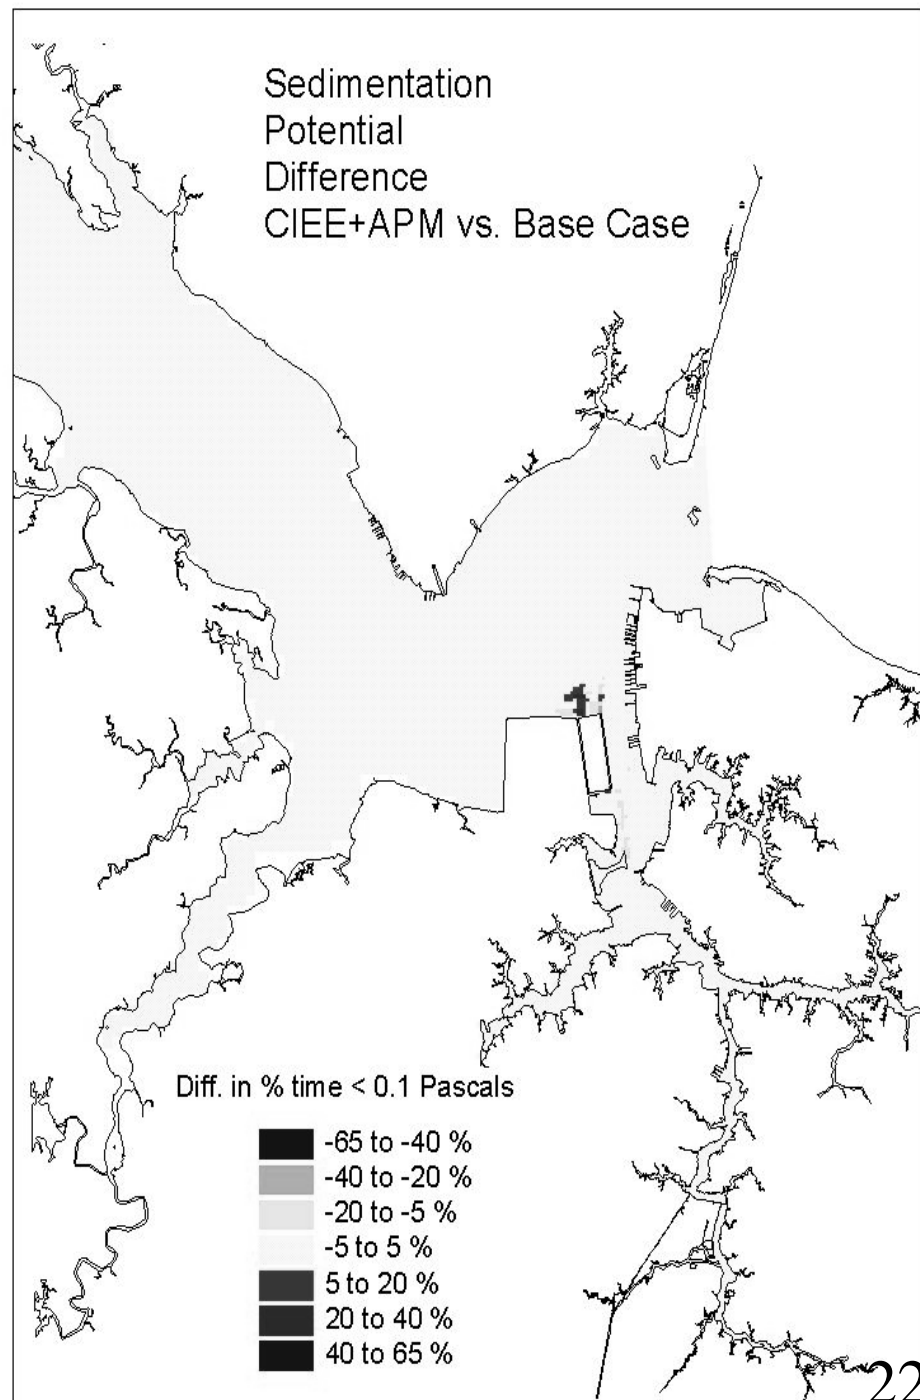 Sedimentation
Potential
Difference
CIEE+APM vs. Base Case
Diff. in % time < 0.1 Pascals
-65 to -40 %
-40 to -20 %
-20 to -5 %
-5 to 5 %
5 to 20 %
20 to 40 %
40 to 65 %
22